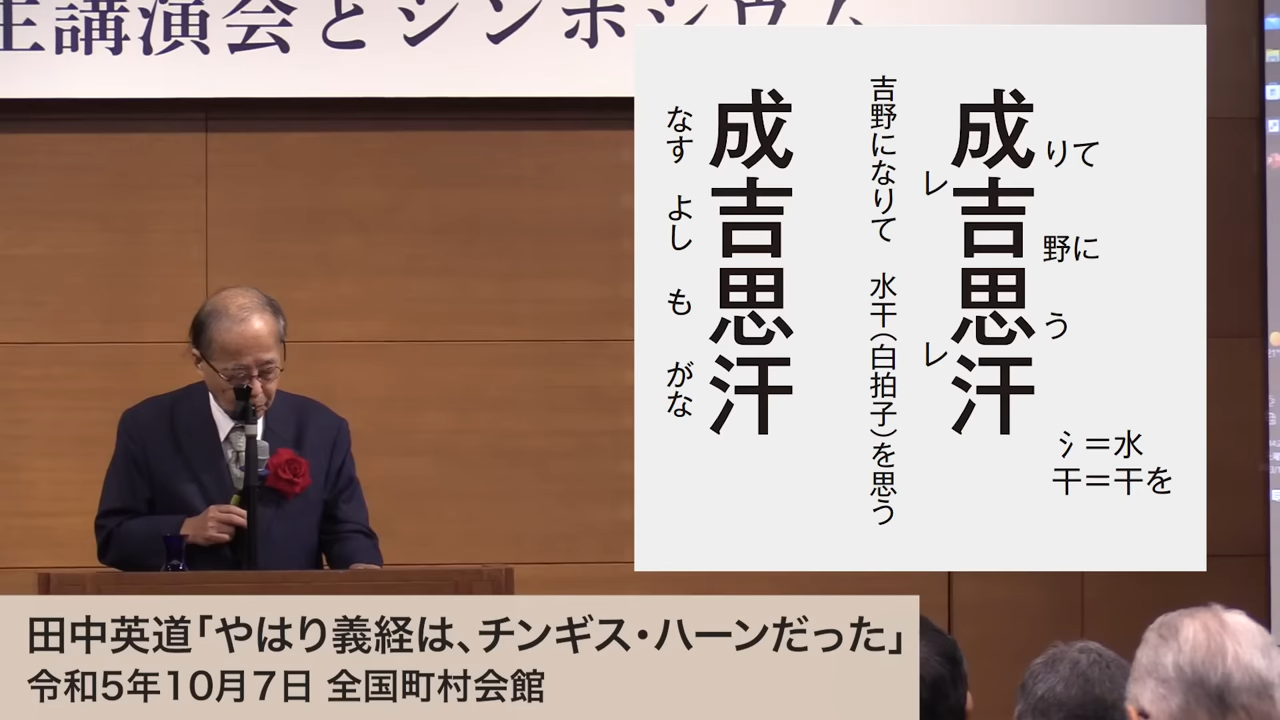 主講演会とシンポジウム
成吉思汗
りて
レ
野に
う
レ
氵=水
干=干を
吉野になりて 水干(白拍子)を思う
成吉思汗
なす よし も がな
田中英道「やはり義経は、チンギス・ハーンだった」
令和5年10月7日 全国町村会館